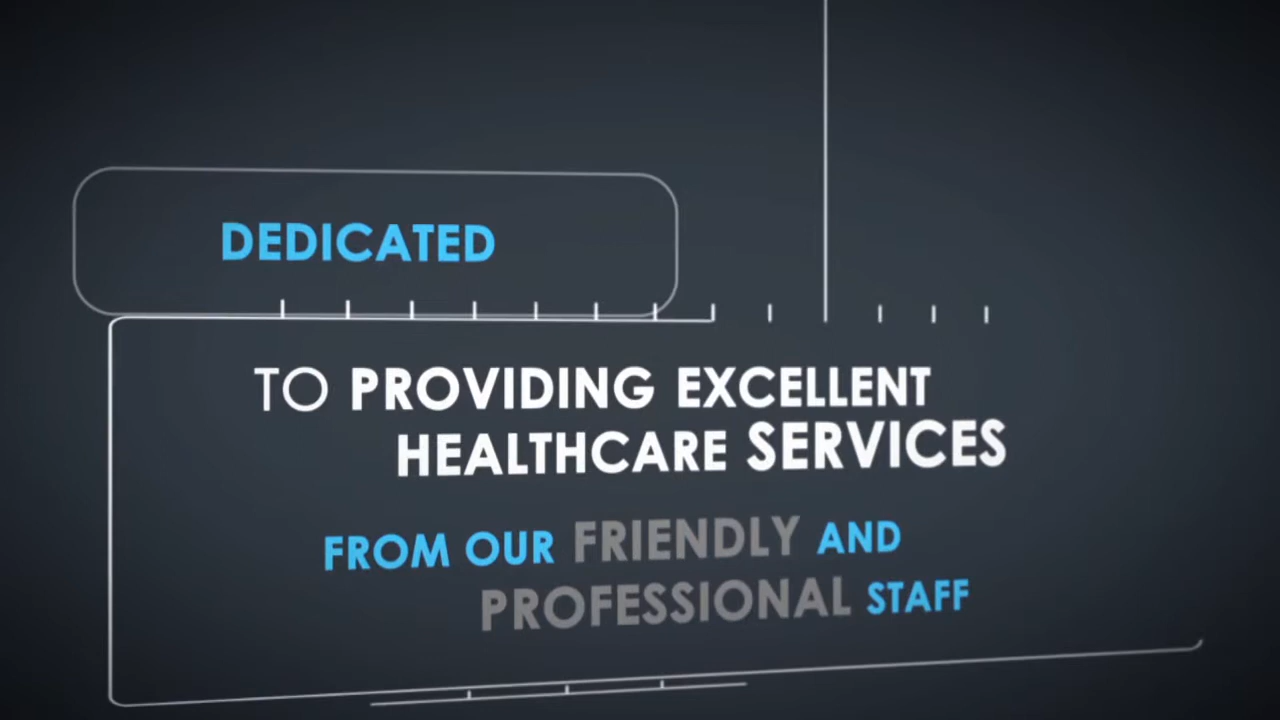 DEDICATED
TO PROVIDING EXCELLENT
HEALTHCARE SERVICES
FROM OUR FRIENDLY AND
PROFESSIONAL STAFF